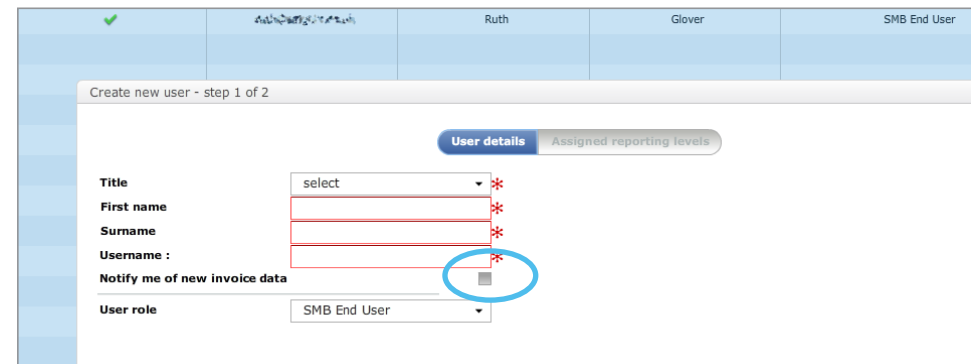 Ruth Glover SMB End User
Create new user - step 1 of 2
User details Assigned reporting levels
Title select *
First name *
Surname *
Username : *
Notify me of new invoice data
User role SMB End User